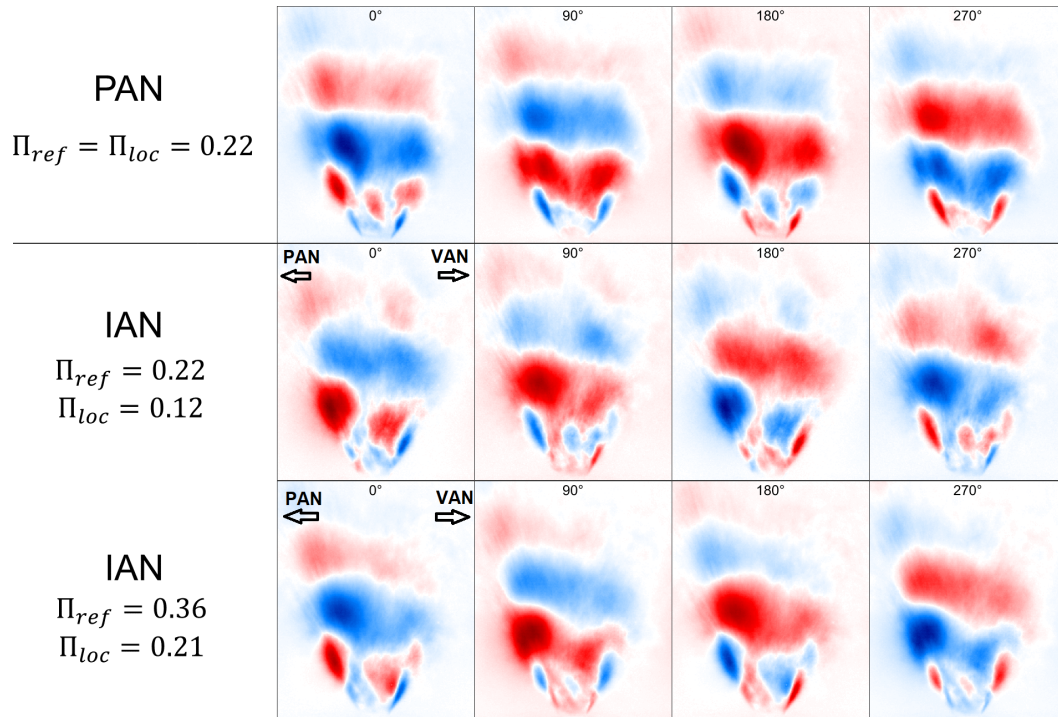 0° 90° 180° 270°
PAN
Π_ref = Π_loc = 0.22
PAN VAN
0° 90° 180° 270°
IAN
Π_ref = 0.22
Π_loc = 0.12
0° 90° 180° 270°
PAN VAN
IAN
Π_ref = 0.36
Π_loc = 0.21